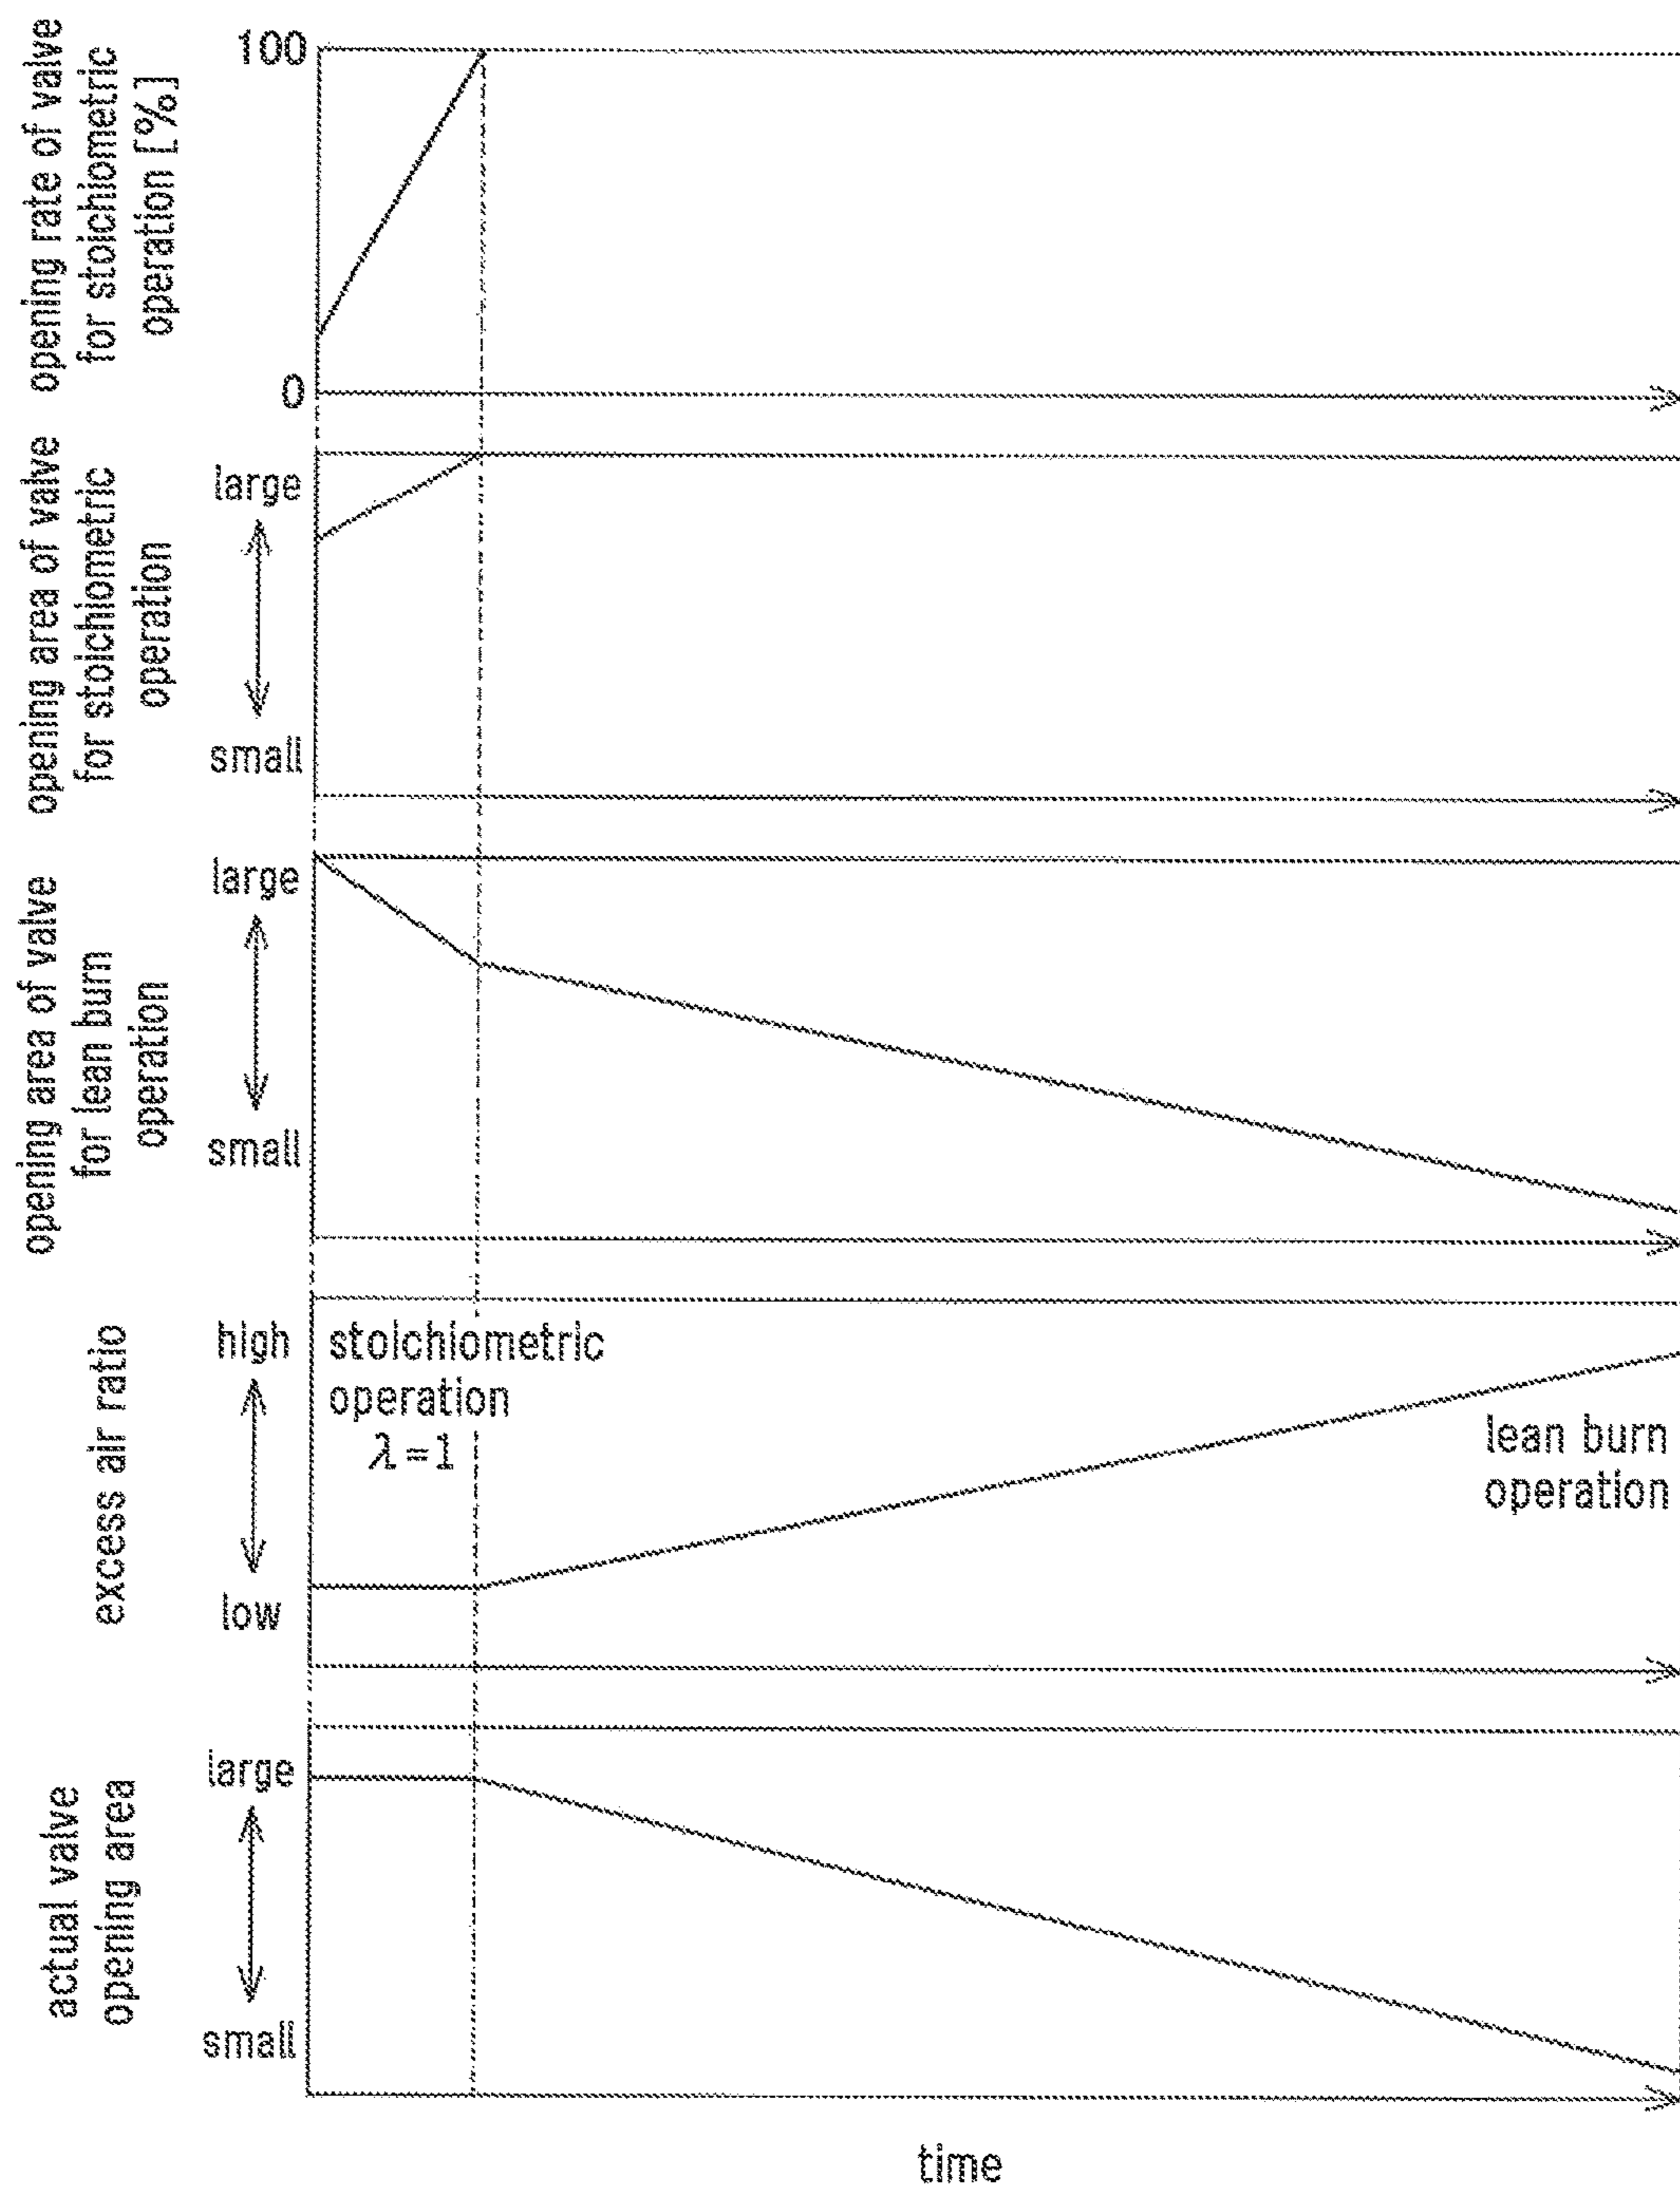 opening rate of valve
for stoichiometric
operation [%]
100
0
opening area of valve
for stoichiometric
operation
large
small
opening area of valve
for lean burn
operation
large
small
excess air ratio
high
low
stoichiometric
operation
λ=1
lean burn
operation
actual valve
opening area
large
small
time